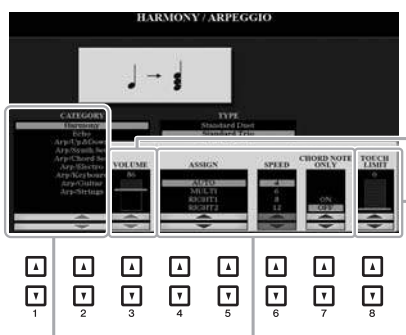 HARMONY / ARPEGGIO
CATEGORY
Harmony
Echo
Arp/Up&Down
Arp/Synth Seq
Arp/Chord Seq
Arp/Electro
Arp/Keyboard
Arp/Guitar
Arp/Strings
TYPE
Standard Duet
Standard Trio
VOLUME
86
ASSIGN
AUTO
MULTI
RIGHT1
RIGHT2
SPEED
4
6
8
12
CHORD NOTE
ONLY
ON
OFF
TOUCH
LIMIT
0
1 2 3 4 5 6 7 8